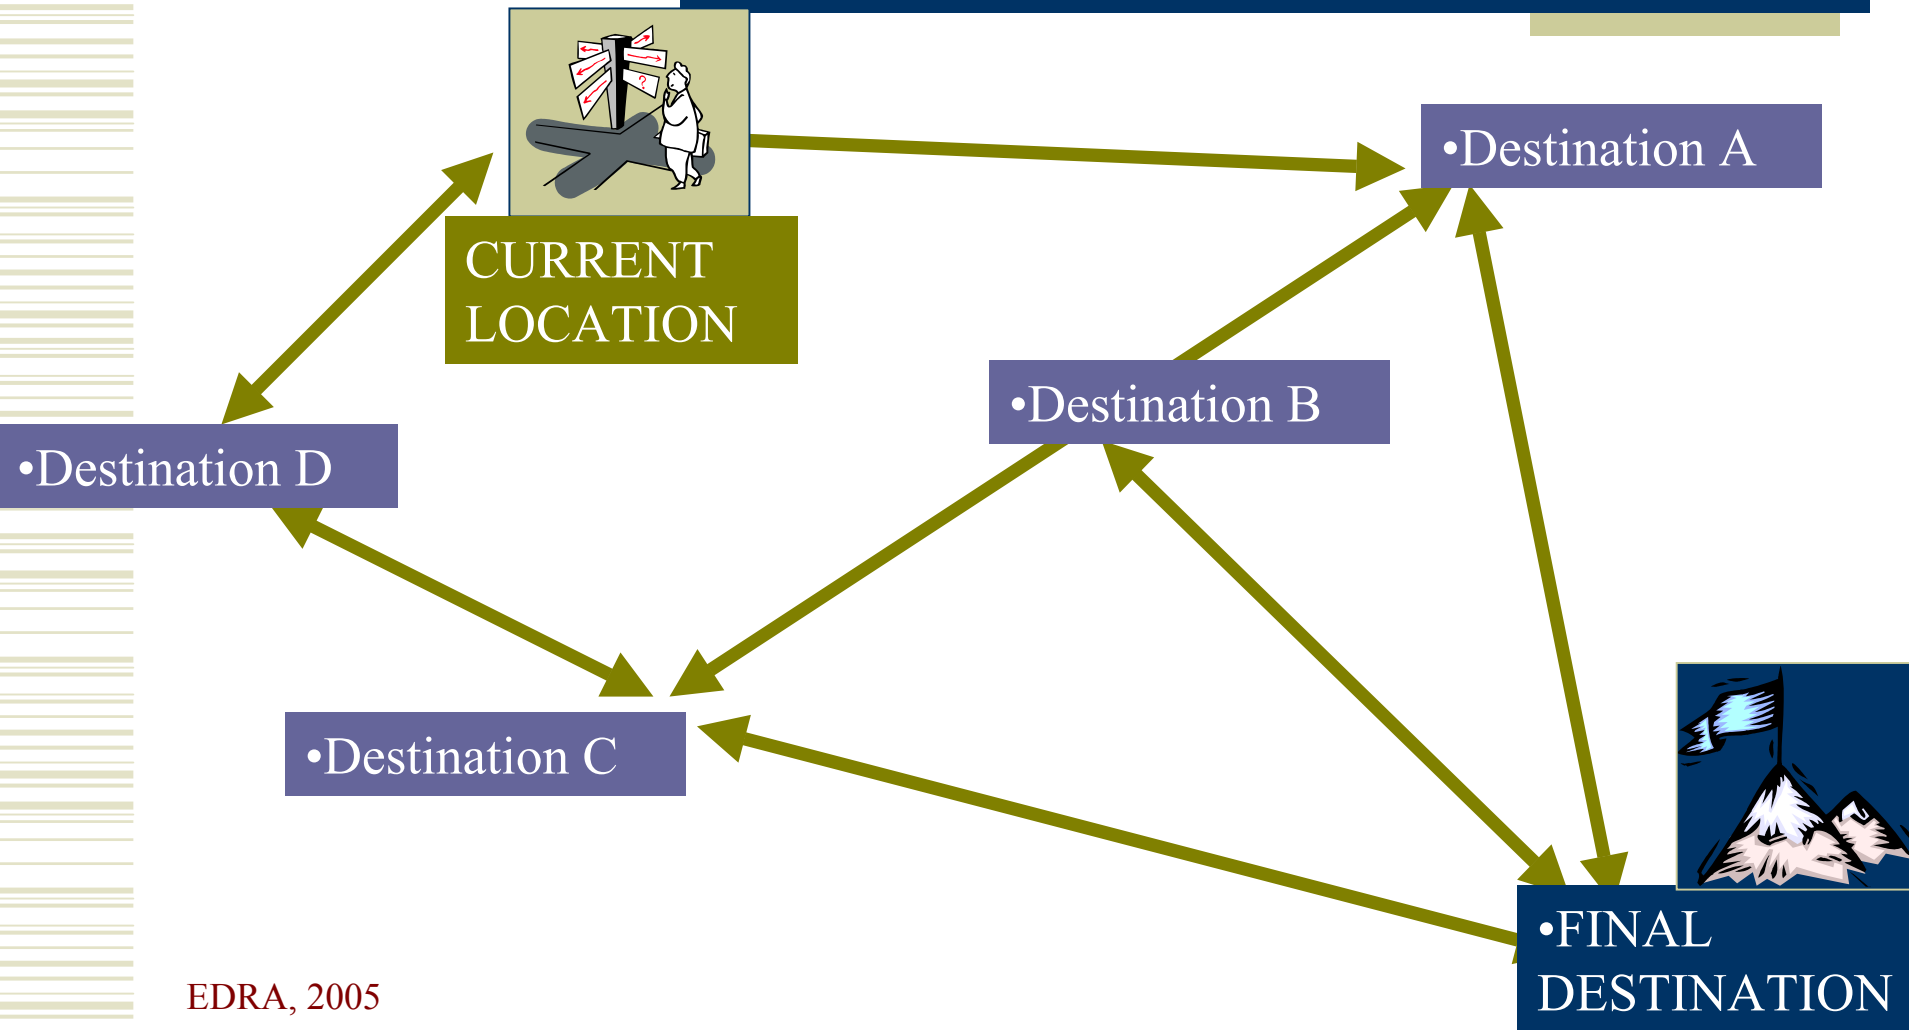 ?
•Destination A
CURRENT
LOCATION
•Destination B
•Destination D
•Destination C
•FINAL
DESTINATION
EDRA, 2005